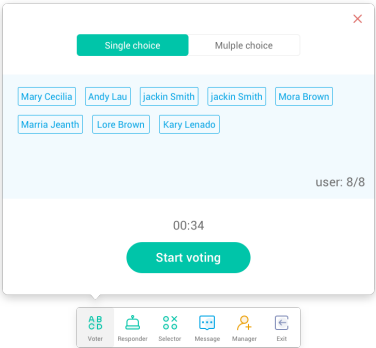 Single choice Mulple choice
Mary Cecilia Andy Lau jackin Smith jackin Smith Mora Brown
Marria Jeanth Lore Brown Kary Lenado
user: 8/8
00:34
Start voting
A B
C D
Voter Responder Selector Message Manager Exit